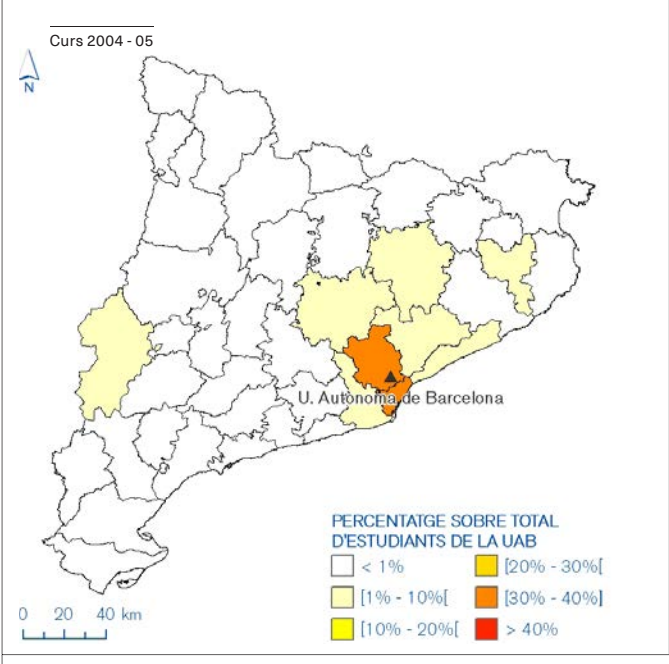 Curs 2004 - 05
N
U. Autònoma de Barcelona
PERCENTATGE SOBRE TOTAL
D'ESTUDIANTS DE LA UAB
< 1%
[20% - 30%[
[1% - 10%[
[30% - 40%]
[10% - 20%[
> 40%
0 20 40 km